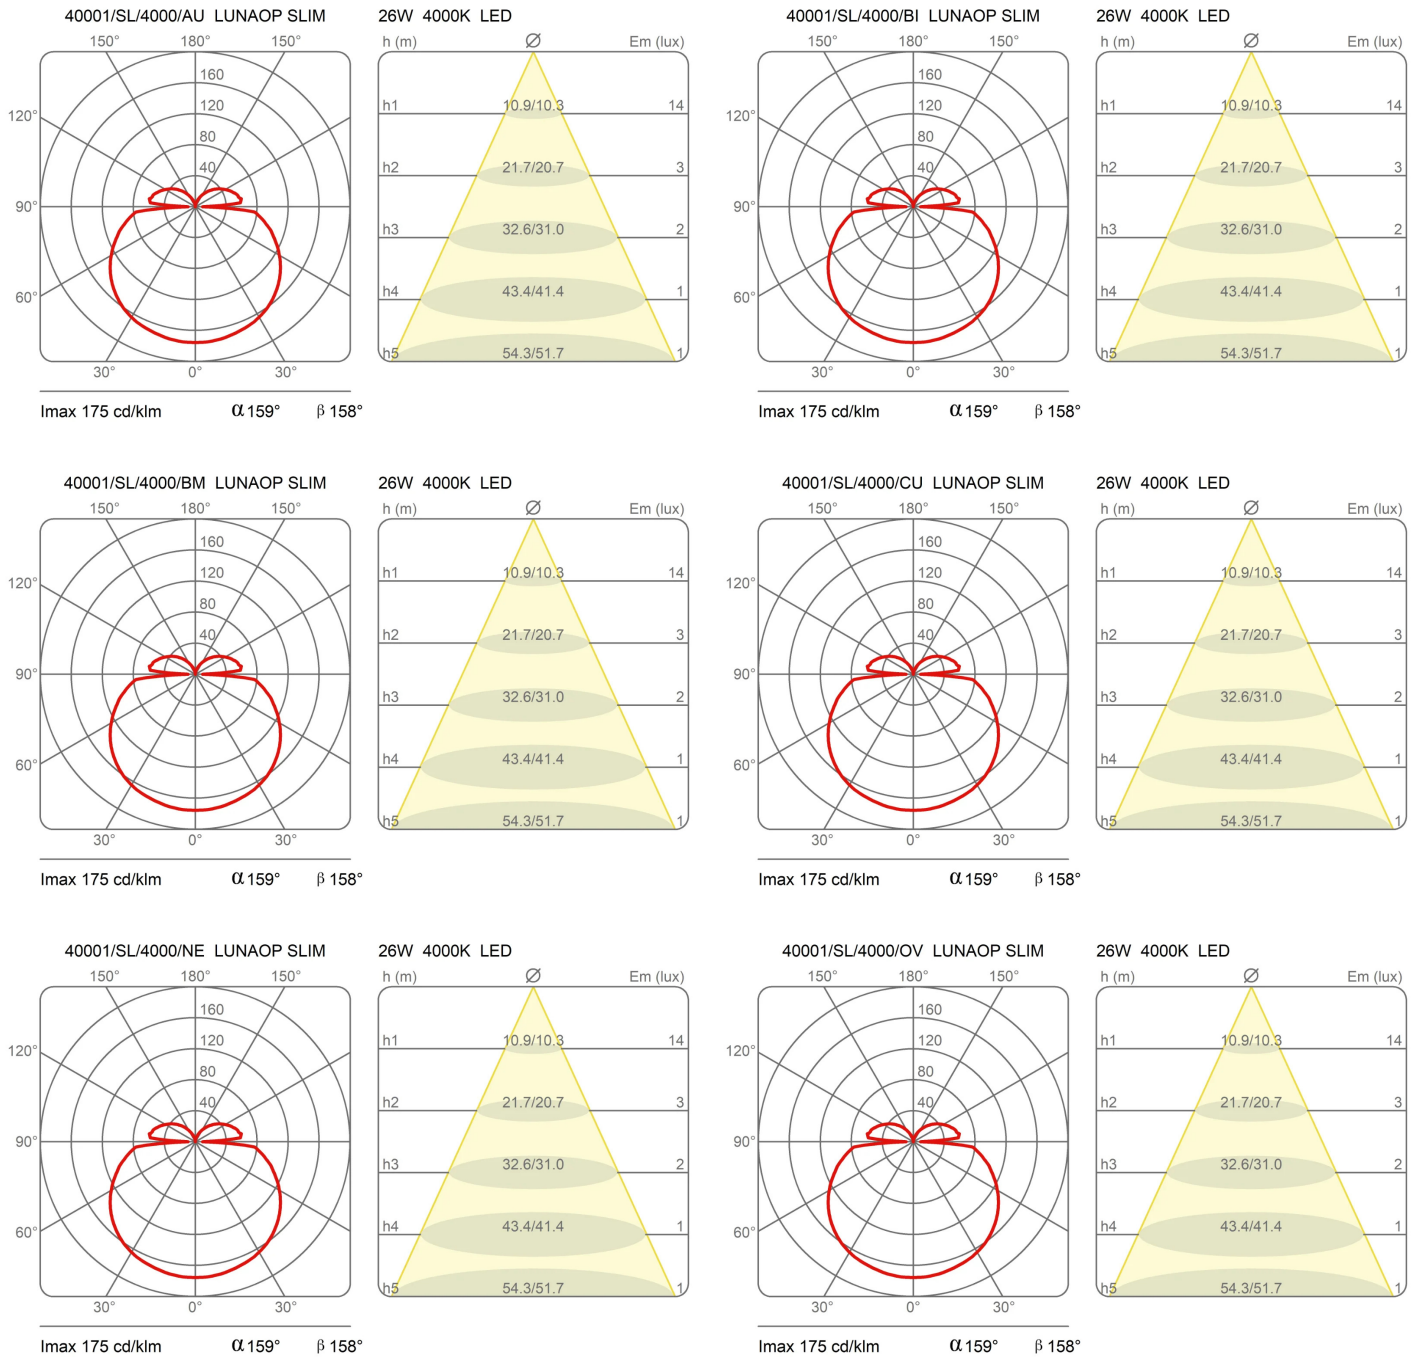 40001/SL/4000/AU LUNAOP SLIM
150° 180° 150°
160
120
120°
80
40
90°
60°
30° 0° 30°
Imax 175 cd/klm α 159° β 158°
26W 4000K LED
h (m) Ø Em (lux)
h1 10.9/10.3 14
h2 21.7/20.7 3
h3 32.6/31.0 2
h4 43.4/41.4 1
h5 54.3/51.7 1
40001/SL/4000/BI LUNAOP SLIM
150° 180° 150°
160
120
120°
80
40
90°
60°
30° 0° 30°
Imax 175 cd/klm α 159° β 158°
26W 4000K LED
h (m) Ø Em (lux)
h1 10.9/10.3 14
h2 21.7/20.7 3
h3 32.6/31.0 2
h4 43.4/41.4 1
h5 54.3/51.7 1
40001/SL/4000/BM LUNAOP SLIM
150° 180° 150°
160
120
120°
80
40
90°
60°
30° 0° 30°
Imax 175 cd/klm α 159° β 158°
26W 4000K LED
h (m) Ø Em (lux)
h1 10.9/10.3 14
h2 21.7/20.7 3
h3 32.6/31.0 2
h4 43.4/41.4 1
h5 54.3/51.7 1
40001/SL/4000/CU LUNAOP SLIM
150° 180° 150°
160
120
120°
80
40
90°
60°
30° 0° 30°
Imax 175 cd/klm α 159° β 158°
26W 4000K LED
h (m) Ø Em (lux)
h1 10.9/10.3 14
h2 21.7/20.7 3
h3 32.6/31.0 2
h4 43.4/41.4 1
h5 54.3/51.7 1
40001/SL/4000/NE LUNAOP SLIM
150° 180° 150°
160
120
120°
80
40
90°
60°
30° 0° 30°
Imax 175 cd/klm α 159° β 158°
26W 4000K LED
h (m) Ø Em (lux)
h1 10.9/10.3 14
h2 21.7/20.7 3
h3 32.6/31.0 2
h4 43.4/41.4 1
h5 54.3/51.7 1
40001/SL/4000/OV LUNAOP SLIM
150° 180° 150°
160
120
120°
80
40
90°
60°
30° 0° 30°
Imax 175 cd/klm α 159° β 158°
26W 4000K LED
h (m) Ø Em (lux)
h1 10.9/10.3 14
h2 21.7/20.7 3
h3 32.6/31.0 2
h4 43.4/41.4 1
h5 54.3/51.7 1